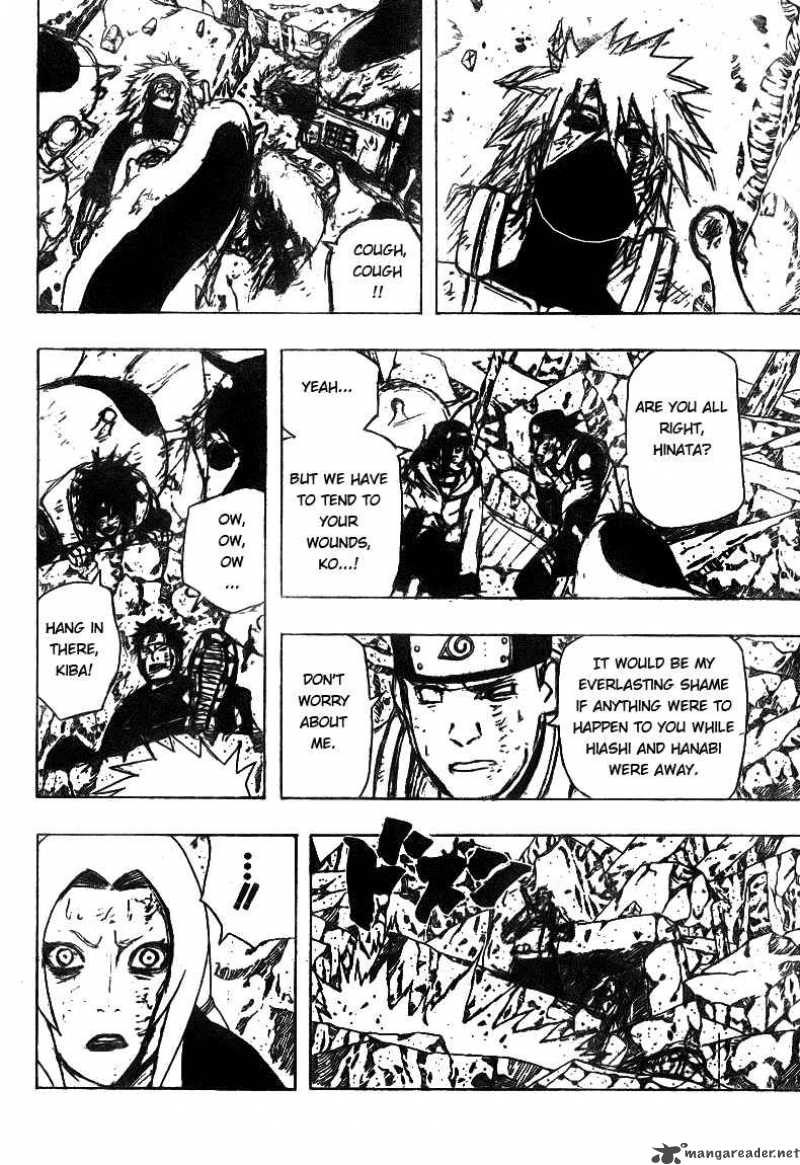 COUGH,
COUGH
!!
ARE YOU ALL
RIGHT,
HINATA?
YEAH...
BUT WE HAVE
TO TEND TO
YOUR
WOUNDS,
KO...!
OW,
OW,
OW
...
HANG IN
THERE,
KIBA!
IT WOULD BE MY
EVERLASTING SHAME
IF ANYTHING WERE TO
HAPPEN TO YOU WHILE
HIASHI AND HANABI
WERE AWAY.
DON'T
WORRY
ABOUT
ME.
...!!
mangareader.net